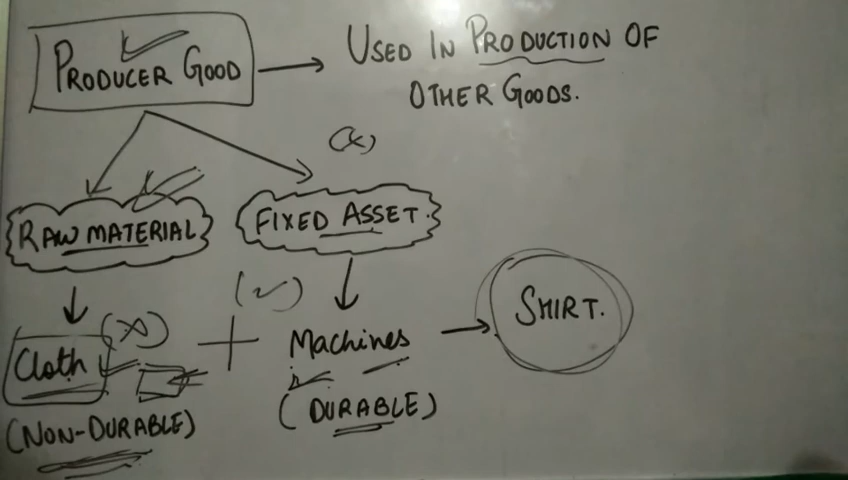 PRODUCER GOOD → USED IN PRODUCTION OF
OTHER GOODS.
(x)
RAW MATERIAL
FIXED ASSET.
(✓)
Cloth (x) + Machines → SHIRT.
(NON-DURABLE)
(DURABLE)